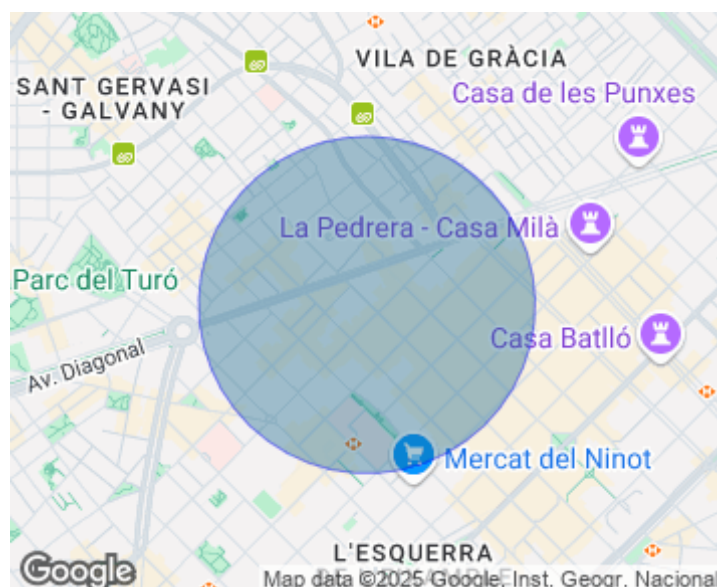 VILA DE GRÀCIA
SANT GERVASI
- GALVANY
Casa de les Punxes
La Pedrera - Casa Milà
Parc del Turó
Casa Batlló
Av. Diagonal
Mercat del Ninot
L'ESQUERRA
Google
Map data ©2025 Google, Inst. Geogr. Nacional